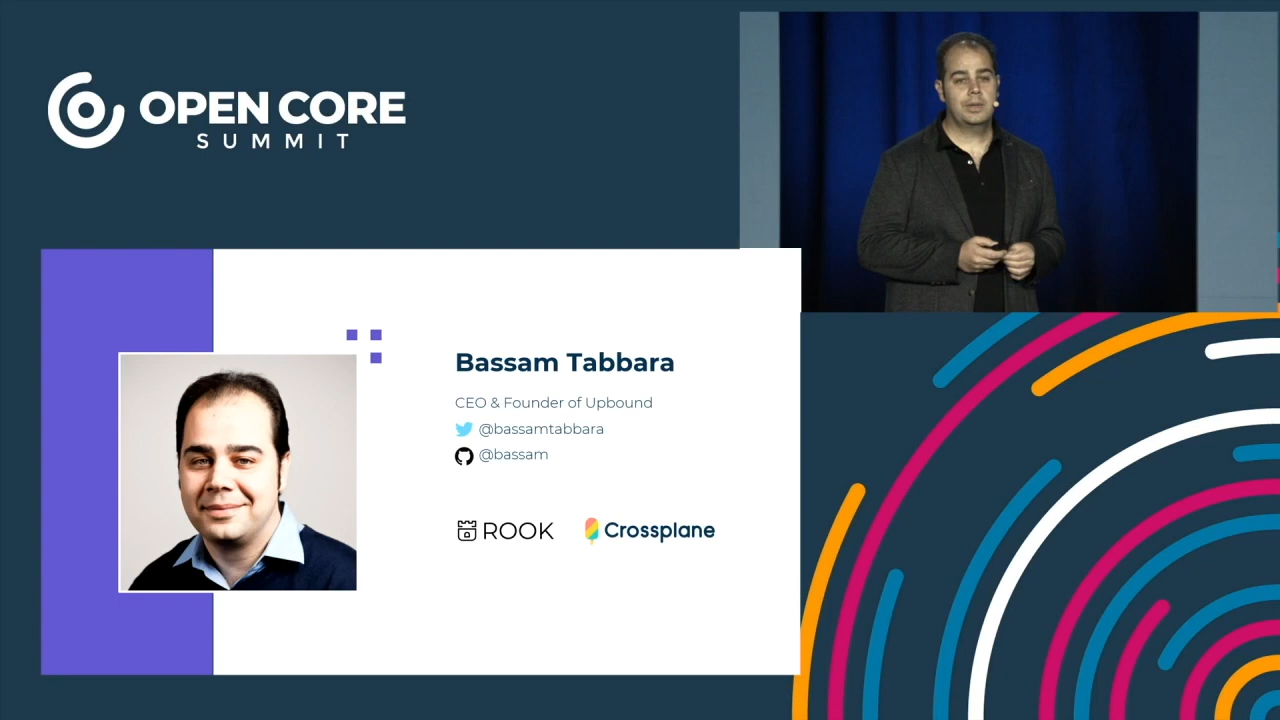 OPEN CORE
SUMMIT
Bassam Tabbara
CEO & Founder of Upbound
@bassamtabbara
@bassam
ROOK
Crossplane